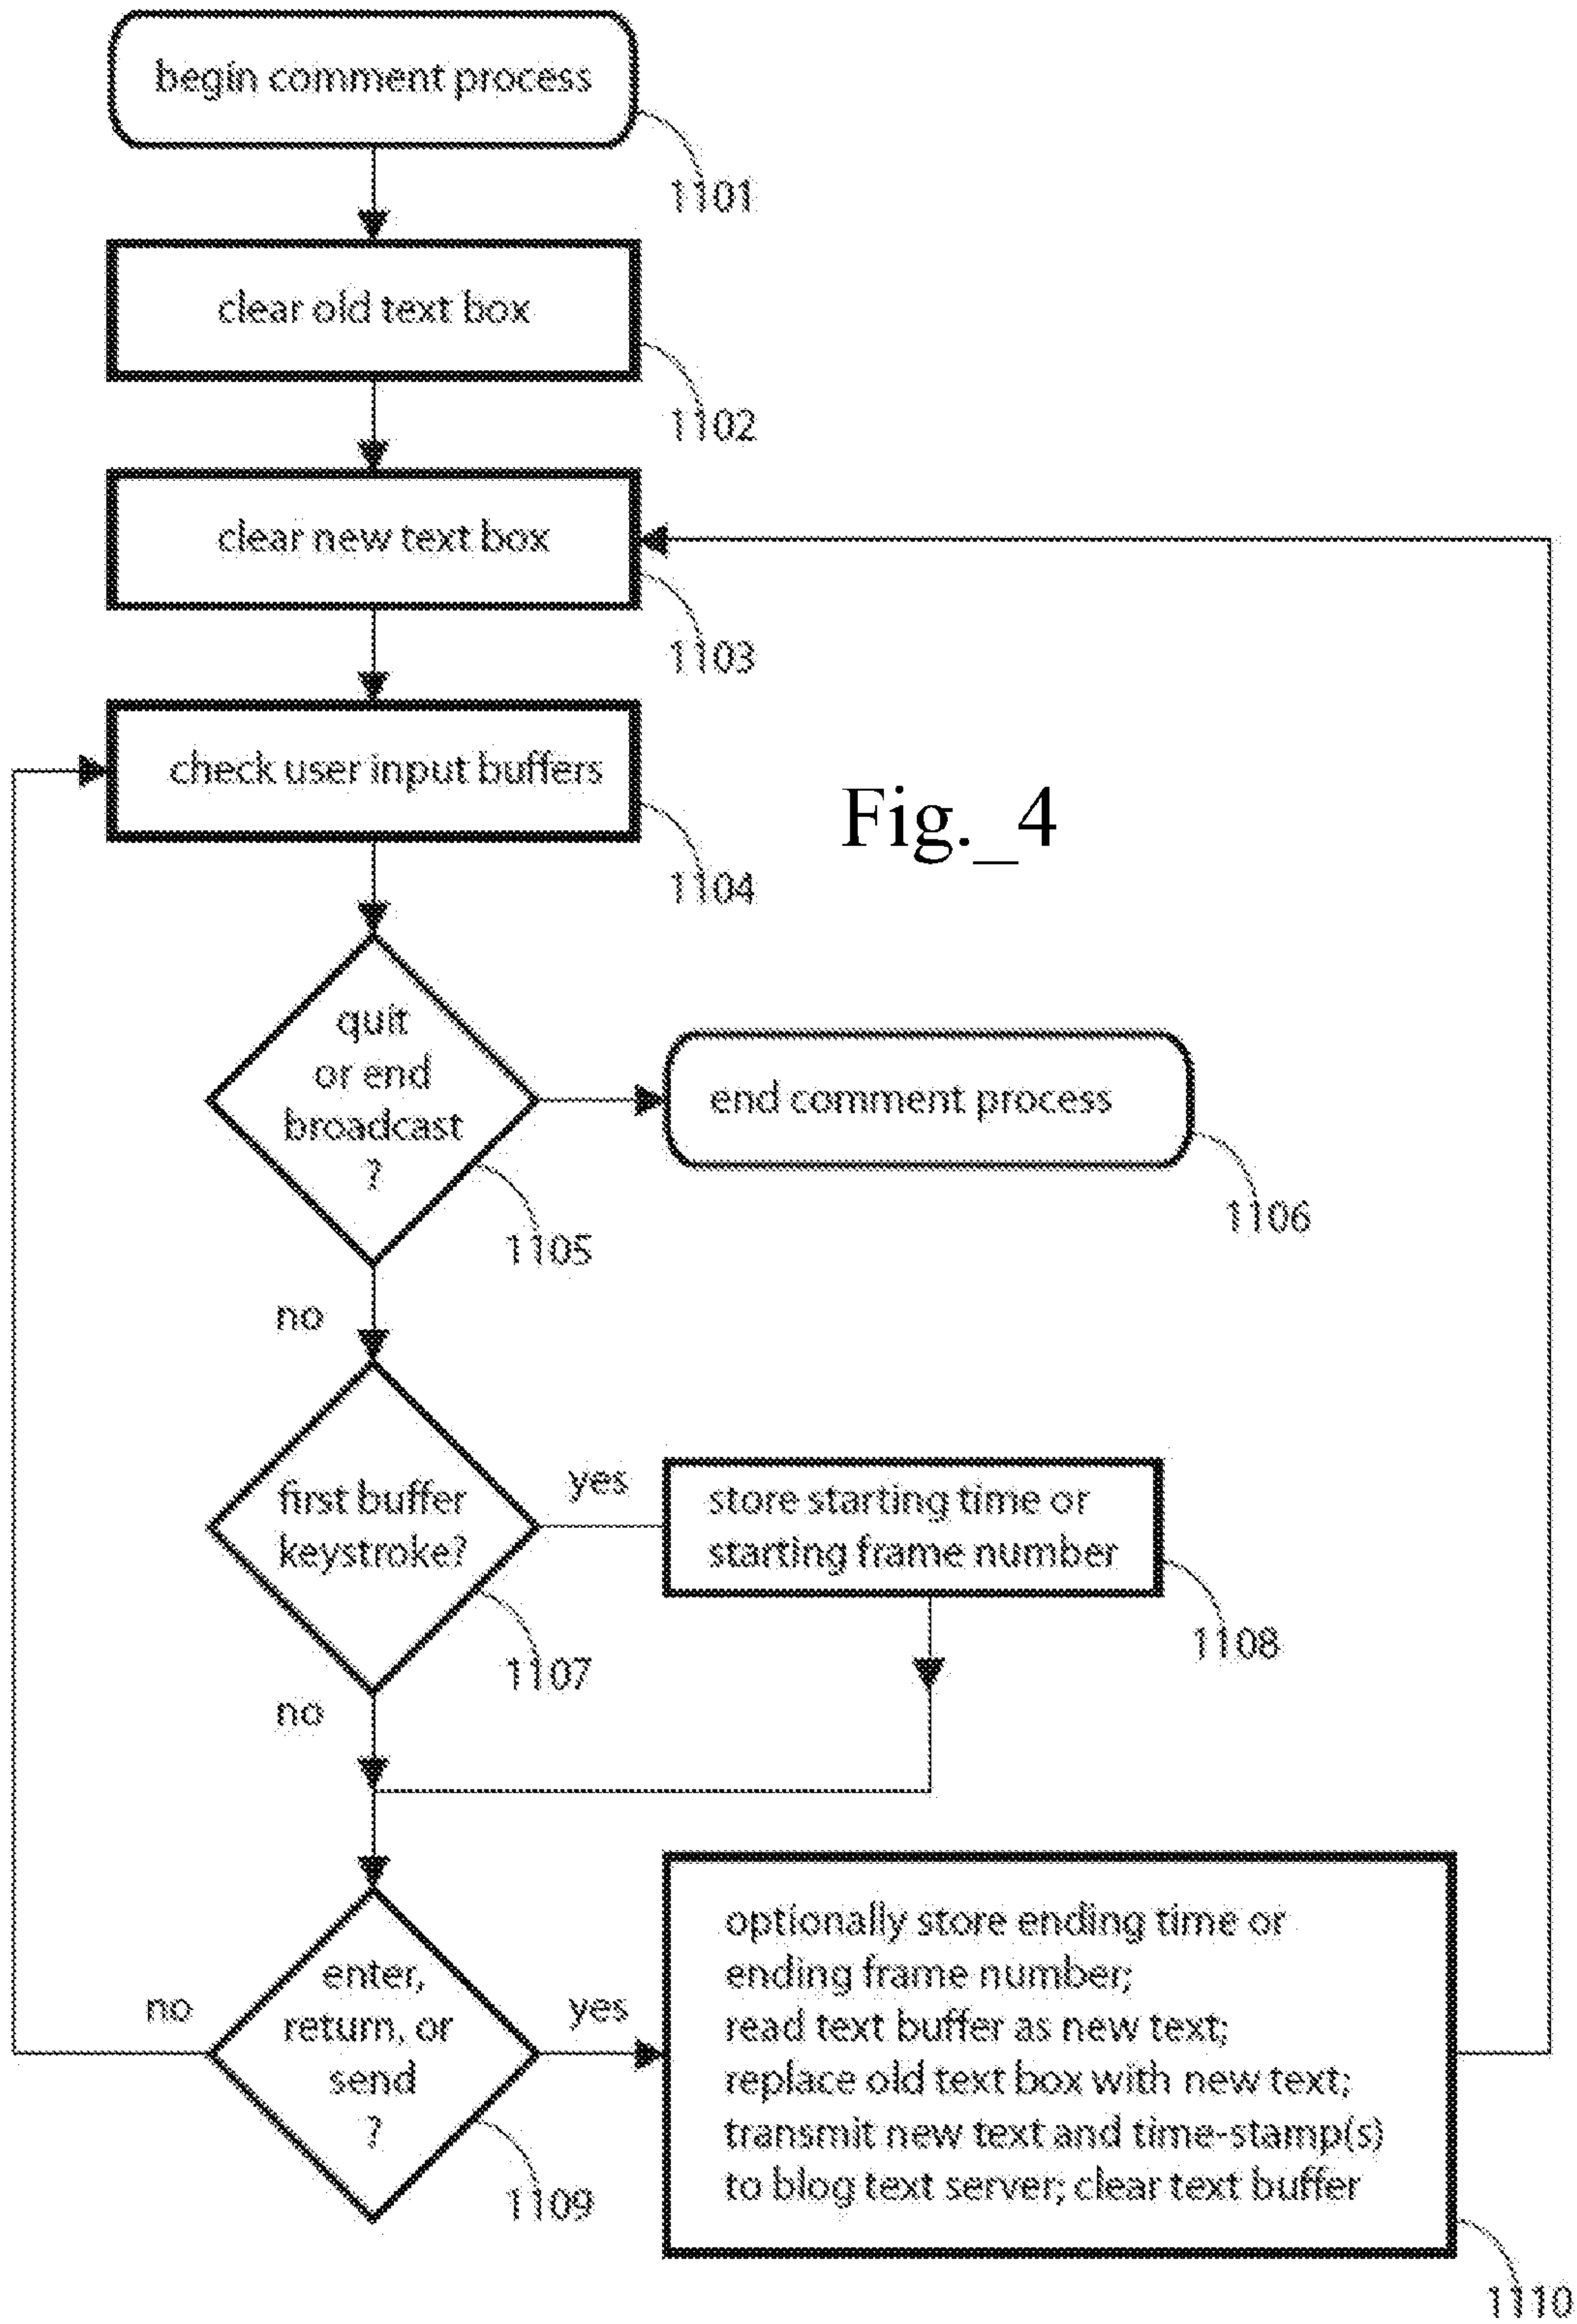 begin comment process
1101
clear old text box
1102
clear new text box
1103
check user input buffers
1104
Fig._4
quit
or end
broadcast
?
1105
end comment process
1106
no
first buffer
keystroke?
1107
yes
store starting time or
starting frame number
1108
no
enter,
return, or
send
?
1109
no
yes
optionally store ending time or
ending frame number;
read text buffer as new text;
replace old text box with new text;
transmit new text and time-stamp(s)
to blog text server; clear text buffer
1110